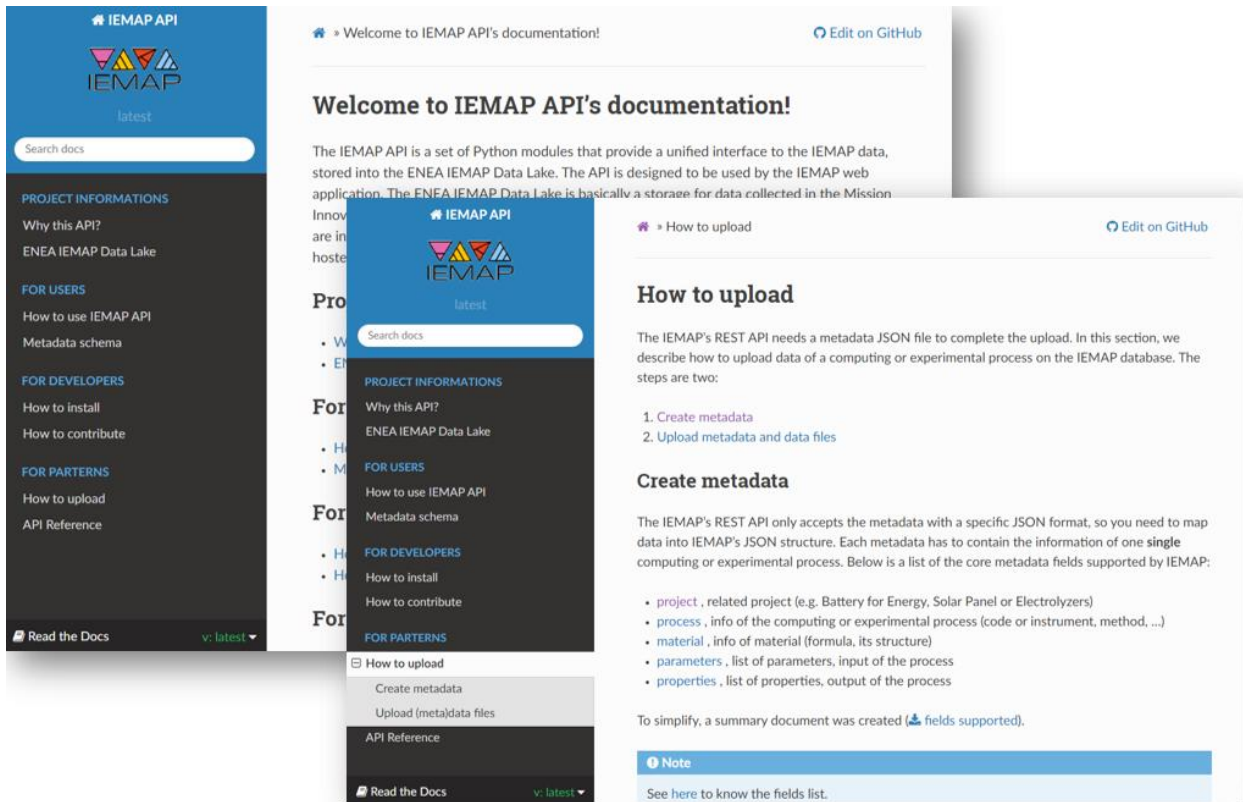 IEMAP API
IEMAP
latest
Search docs
PROJECT INFORMATIONS
Why this API?
ENEA IEMAP Data Lake
FOR USERS
How to use IEMAP API
Metadata schema
FOR DEVELOPERS
How to install
How to contribute
FOR PARTERNS
How to upload
API Reference
Read the Docs
v: latest
» Welcome to IEMAP API's documentation!
Edit on GitHub
Welcome to IEMAP API's documentation!
The IEMAP API is a set of Python modules that provide a unified interface to the IEMAP data,
stored into the ENEA IEMAP Data Lake. The API is designed to be used by the IEMAP web
application. The ENEA IEMAP Data Lake is basically a storage for data collected in the Mission
Innov
are in
hoste
Pro
• W
• E
For
• H
• M
For
• H
• H
For
IEMAP API
IEMAP
latest
Search docs
PROJECT INFORMATIONS
Why this API?
ENEA IEMAP Data Lake
FOR USERS
How to use IEMAP API
Metadata schema
FOR DEVELOPERS
How to install
How to contribute
FOR PARTERNS
How to upload
Create metadata
Upload (meta)data files
API Reference
Read the Docs
v: latest
» How to upload
Edit on GitHub
How to upload
The IEMAP's REST API needs a metadata JSON file to complete the upload. In this section, we
describe how to upload data of a computing or experimental process on the IEMAP database. The
steps are two:
1. Create metadata
2. Upload metadata and data files
Create metadata
The IEMAP's REST API only accepts the metadata with a specific JSON format, so you need to map
data into IEMAP's JSON structure. Each metadata has to contain the information of one single
computing or experimental process. Below is a list of the core metadata fields supported by IEMAP:
• project , related project (e.g. Battery for Energy, Solar Panel or Electrolyzers)
• process , info of the computing or experimental process (code or instrument, method, ...)
• material , info of material (formula, its structure)
• parameters , list of parameters, input of the process
• properties , list of properties, output of the process
To simplify, a summary document was created ( fields supported).
Note
See here to know the fields list.